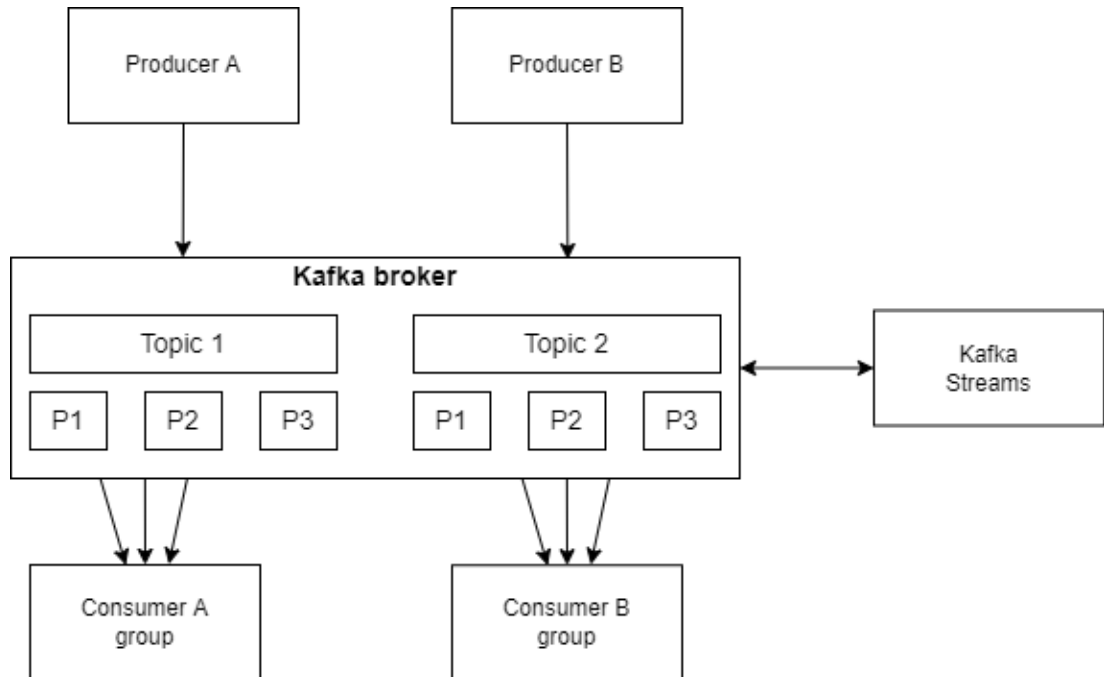 Producer A
Producer B
Kafka broker
Topic 1
Topic 2
P1
P2
P3
P1
P2
P3
Kafka
Streams
Consumer A
group
Consumer B
group